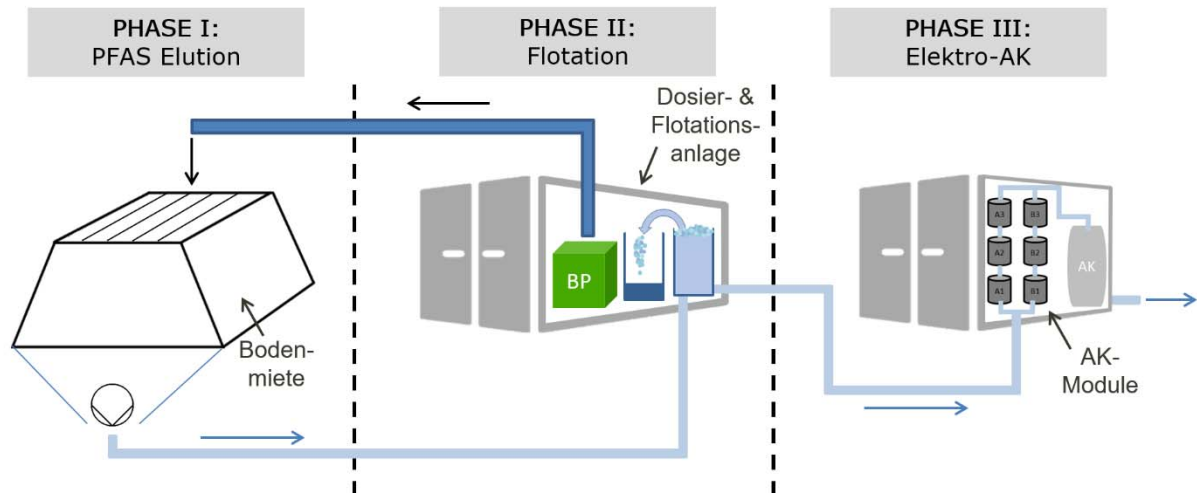 PHASE I:
PFAS Elution
PHASE II:
Flotation
PHASE III:
Elektro-AK
Dosier- &
Flotations-
anlage
BP
Boden-
miete
A3
B3
A2
B2
A1
B1
AK
AK-
Module